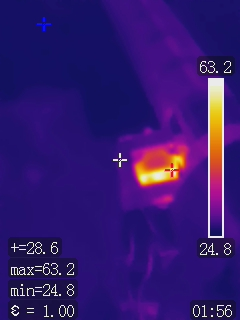 63.2
24.8
+=28.6
max=63.2
min=24.8
ε = 1.00
01:56